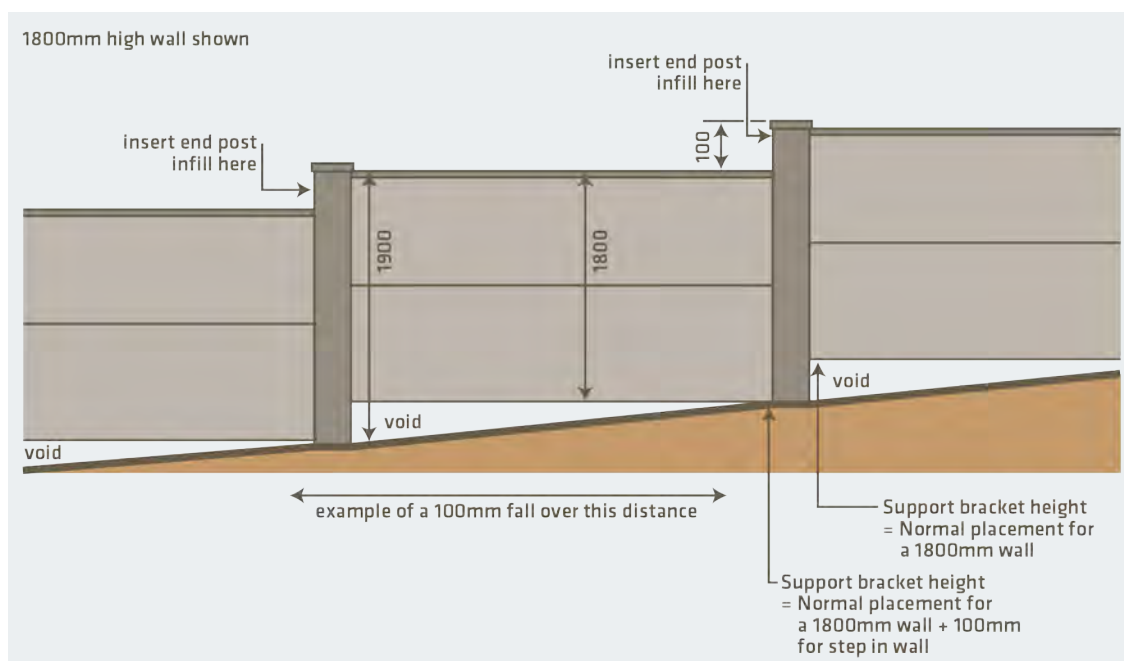 1800mm high wall shown
insert end post
infill here
insert end post
infill here
100
1900
1800
void
void
void
example of a 100mm fall over this distance
Support bracket height
= Normal placement for
a 1800mm wall
Support bracket height
= Normal placement for
a 1800mm wall + 100mm
for step in wall